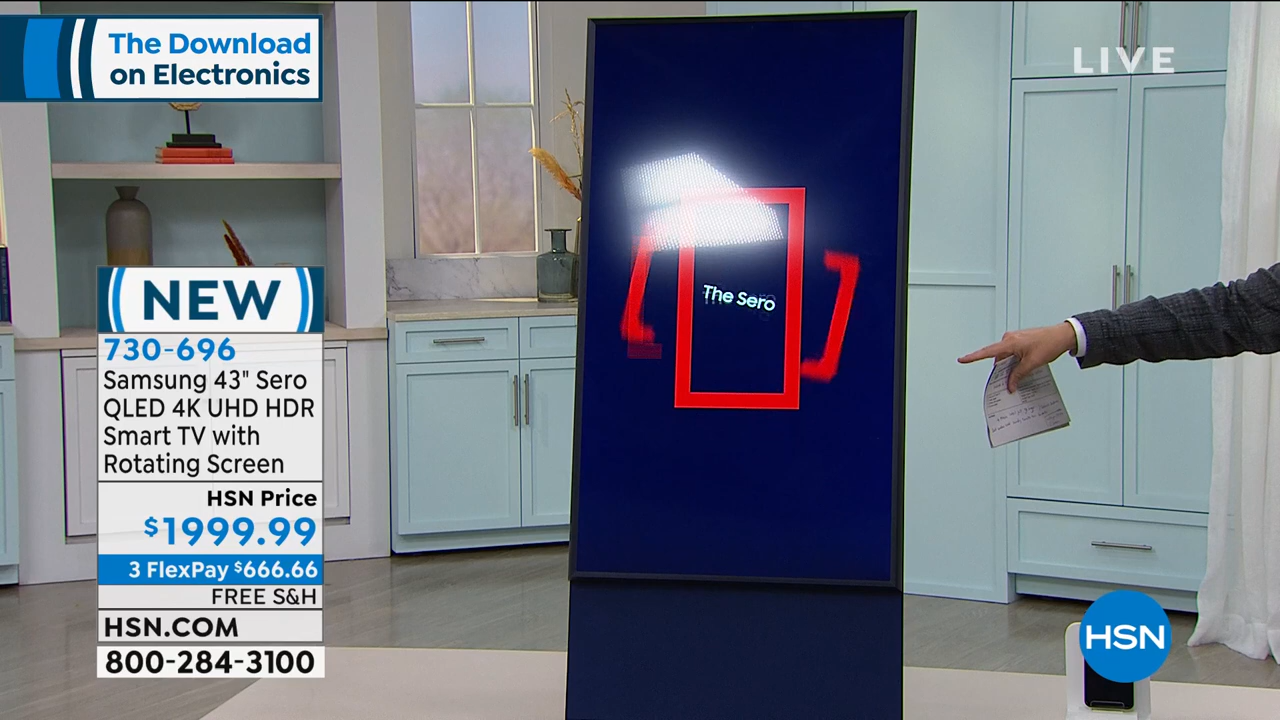 The Download
on Electronics
LIVE
The Sero
NEW
730-696
Samsung 43" Sero
QLED 4K UHD HDR
Smart TV with
Rotating Screen
HSN Price
$1999.99
3 FlexPay $666.66
FREE S&H
HSN.COM
800-284-3100
HSN